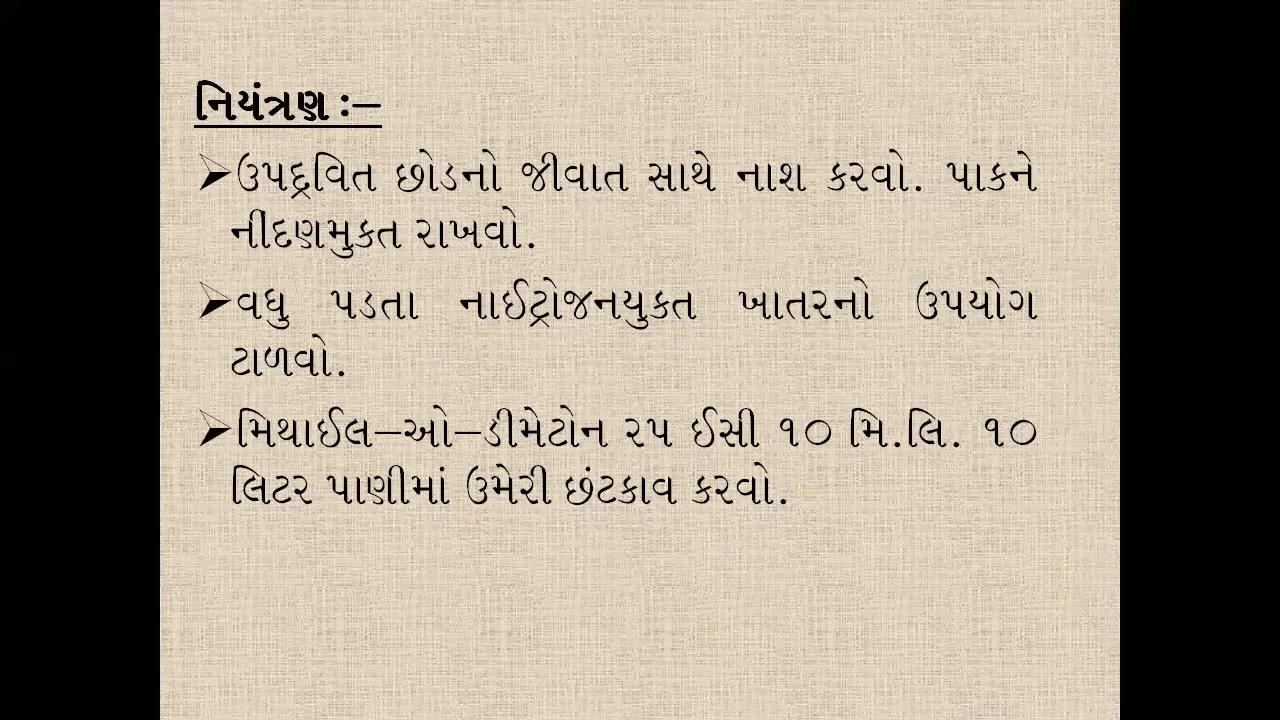 નિયંત્રણ :–
➢ઉપદ્રવિત છોડનો જીવાત સાથે નાશ કરવો. પાકને
નીદણમુકત રાખવો.
➢વધુ પડતા નાઈટ્રોજનયુકત ખાતરનો ઉપયોગ
ટાળવો.
➢મિથાઈલ–ઓ–ડીમેટોન ૨૫ ઈસી ૧૦ મિ.લિ. ૧૦
લિટર પાણીમાં ઉમેરી છંટકાવ કરવો.